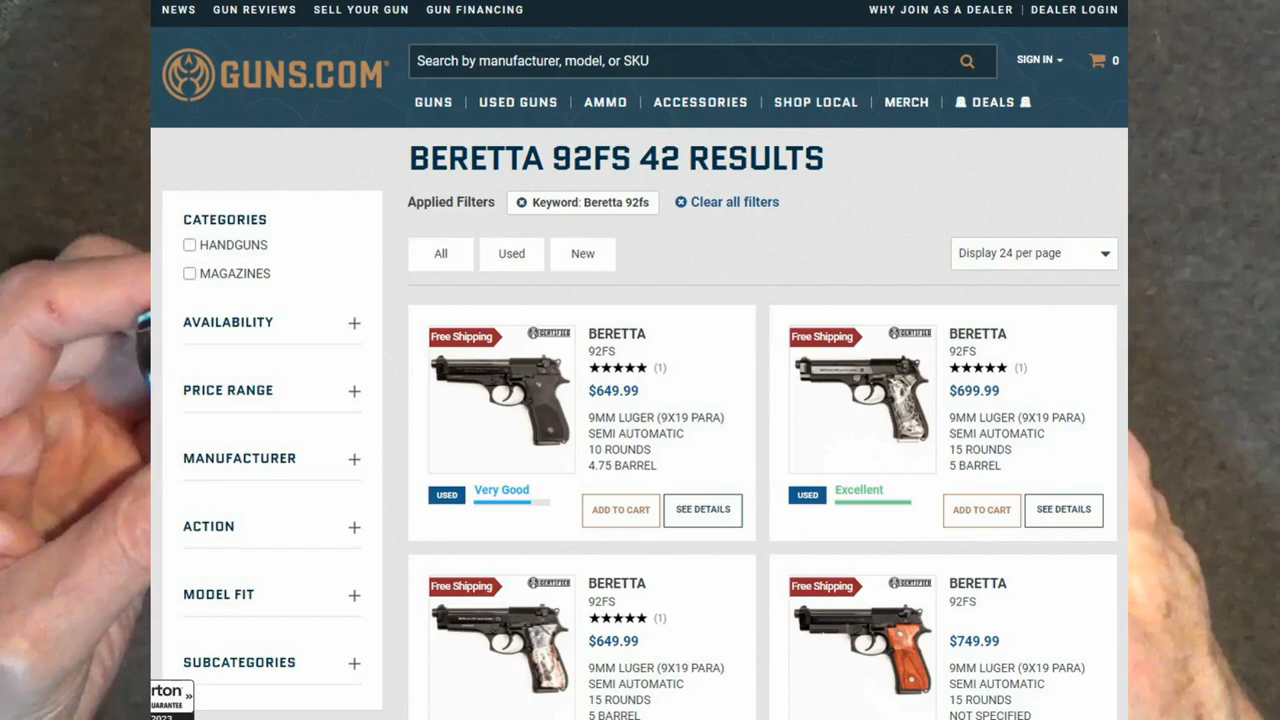 NEWS GUN REVIEWS SELL YOUR GUN GUN FINANCING WHY JOIN AS A DEALER | DEALER LOGIN
GUNS.COM®
Search by manufacturer, model, or SKU
SIGN IN 0
GUNS | USED GUNS | AMMO | ACCESSORIES | SHOP LOCAL | MERCH | DEALS
BERETTA 92FS 42 RESULTS
Applied Filters Keyword: Beretta 92fs Clear all filters
All Used New Display 24 per page
CATEGORIES
HANDGUNS
MAGAZINES
AVAILABILITY +
PRICE RANGE +
MANUFACTURER +
ACTION +
MODEL FIT +
SUBCATEGORIES +
rton »
GUARANTEE
2023
Free Shipping
CERTIFIED
BERETTA
92FS
★★★★★ (1)
$649.99
9MM LUGER (9X19 PARA)
SEMI AUTOMATIC
10 ROUNDS
4.75 BARREL
USED Very Good
ADD TO CART SEE DETAILS
Free Shipping
CERTIFIED
BERETTA
92FS
★★★★★ (1)
$699.99
9MM LUGER (9X19 PARA)
SEMI AUTOMATIC
15 ROUNDS
5 BARREL
USED Excellent
ADD TO CART SEE DETAILS
Free Shipping
CERTIFIED
BERETTA
92FS
★★★★★ (1)
$649.99
9MM LUGER (9X19 PARA)
SEMI AUTOMATIC
15 ROUNDS
5 BARREL
Free Shipping
CERTIFIED
BERETTA
92FS
$749.99
9MM LUGER (9X19 PARA)
SEMI AUTOMATIC
15 ROUNDS
NOT SPECIFIED